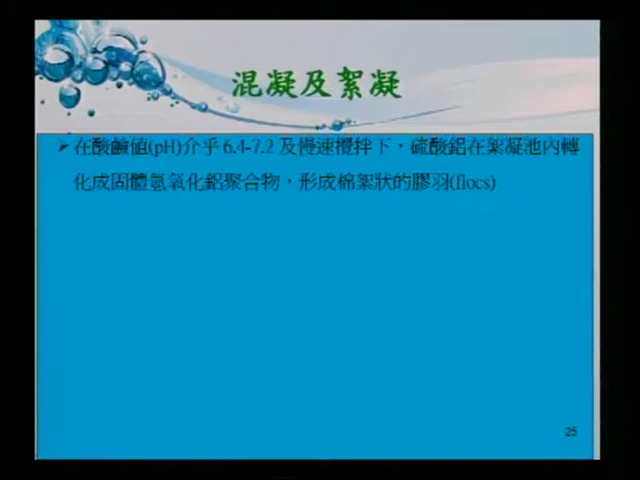 混凝及絮凝
➤在酸鹼值(pH)介乎 6.4-7.2 及慢速攪拌下，硫酸鋁在絮凝池內轉
化成固體氫氧化鋁聚合物，形成棉絮狀的膠羽(flocs)
25